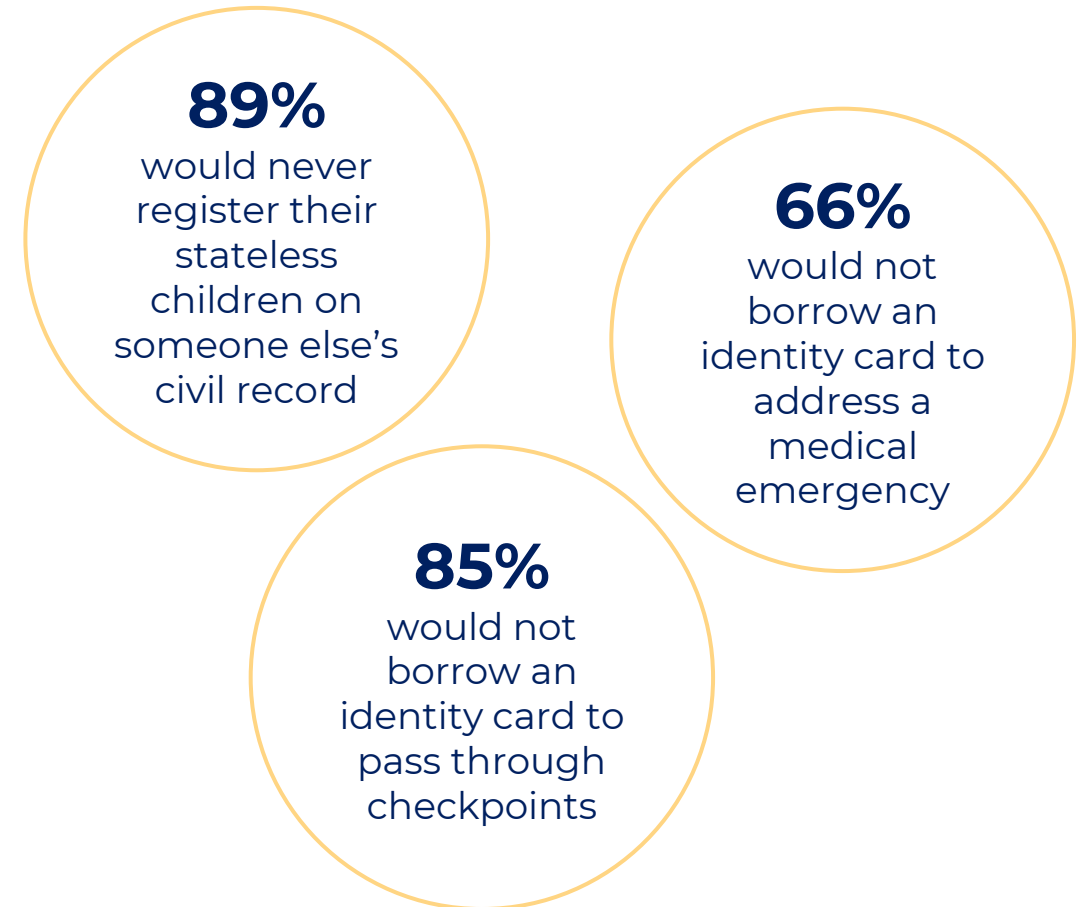 89%
would never
register their
stateless
children on
someone else’s
civil record
66%
would not
borrow an
identity card to
address a
medical
emergency
85%
would not
borrow an
identity card to
pass through
checkpoints